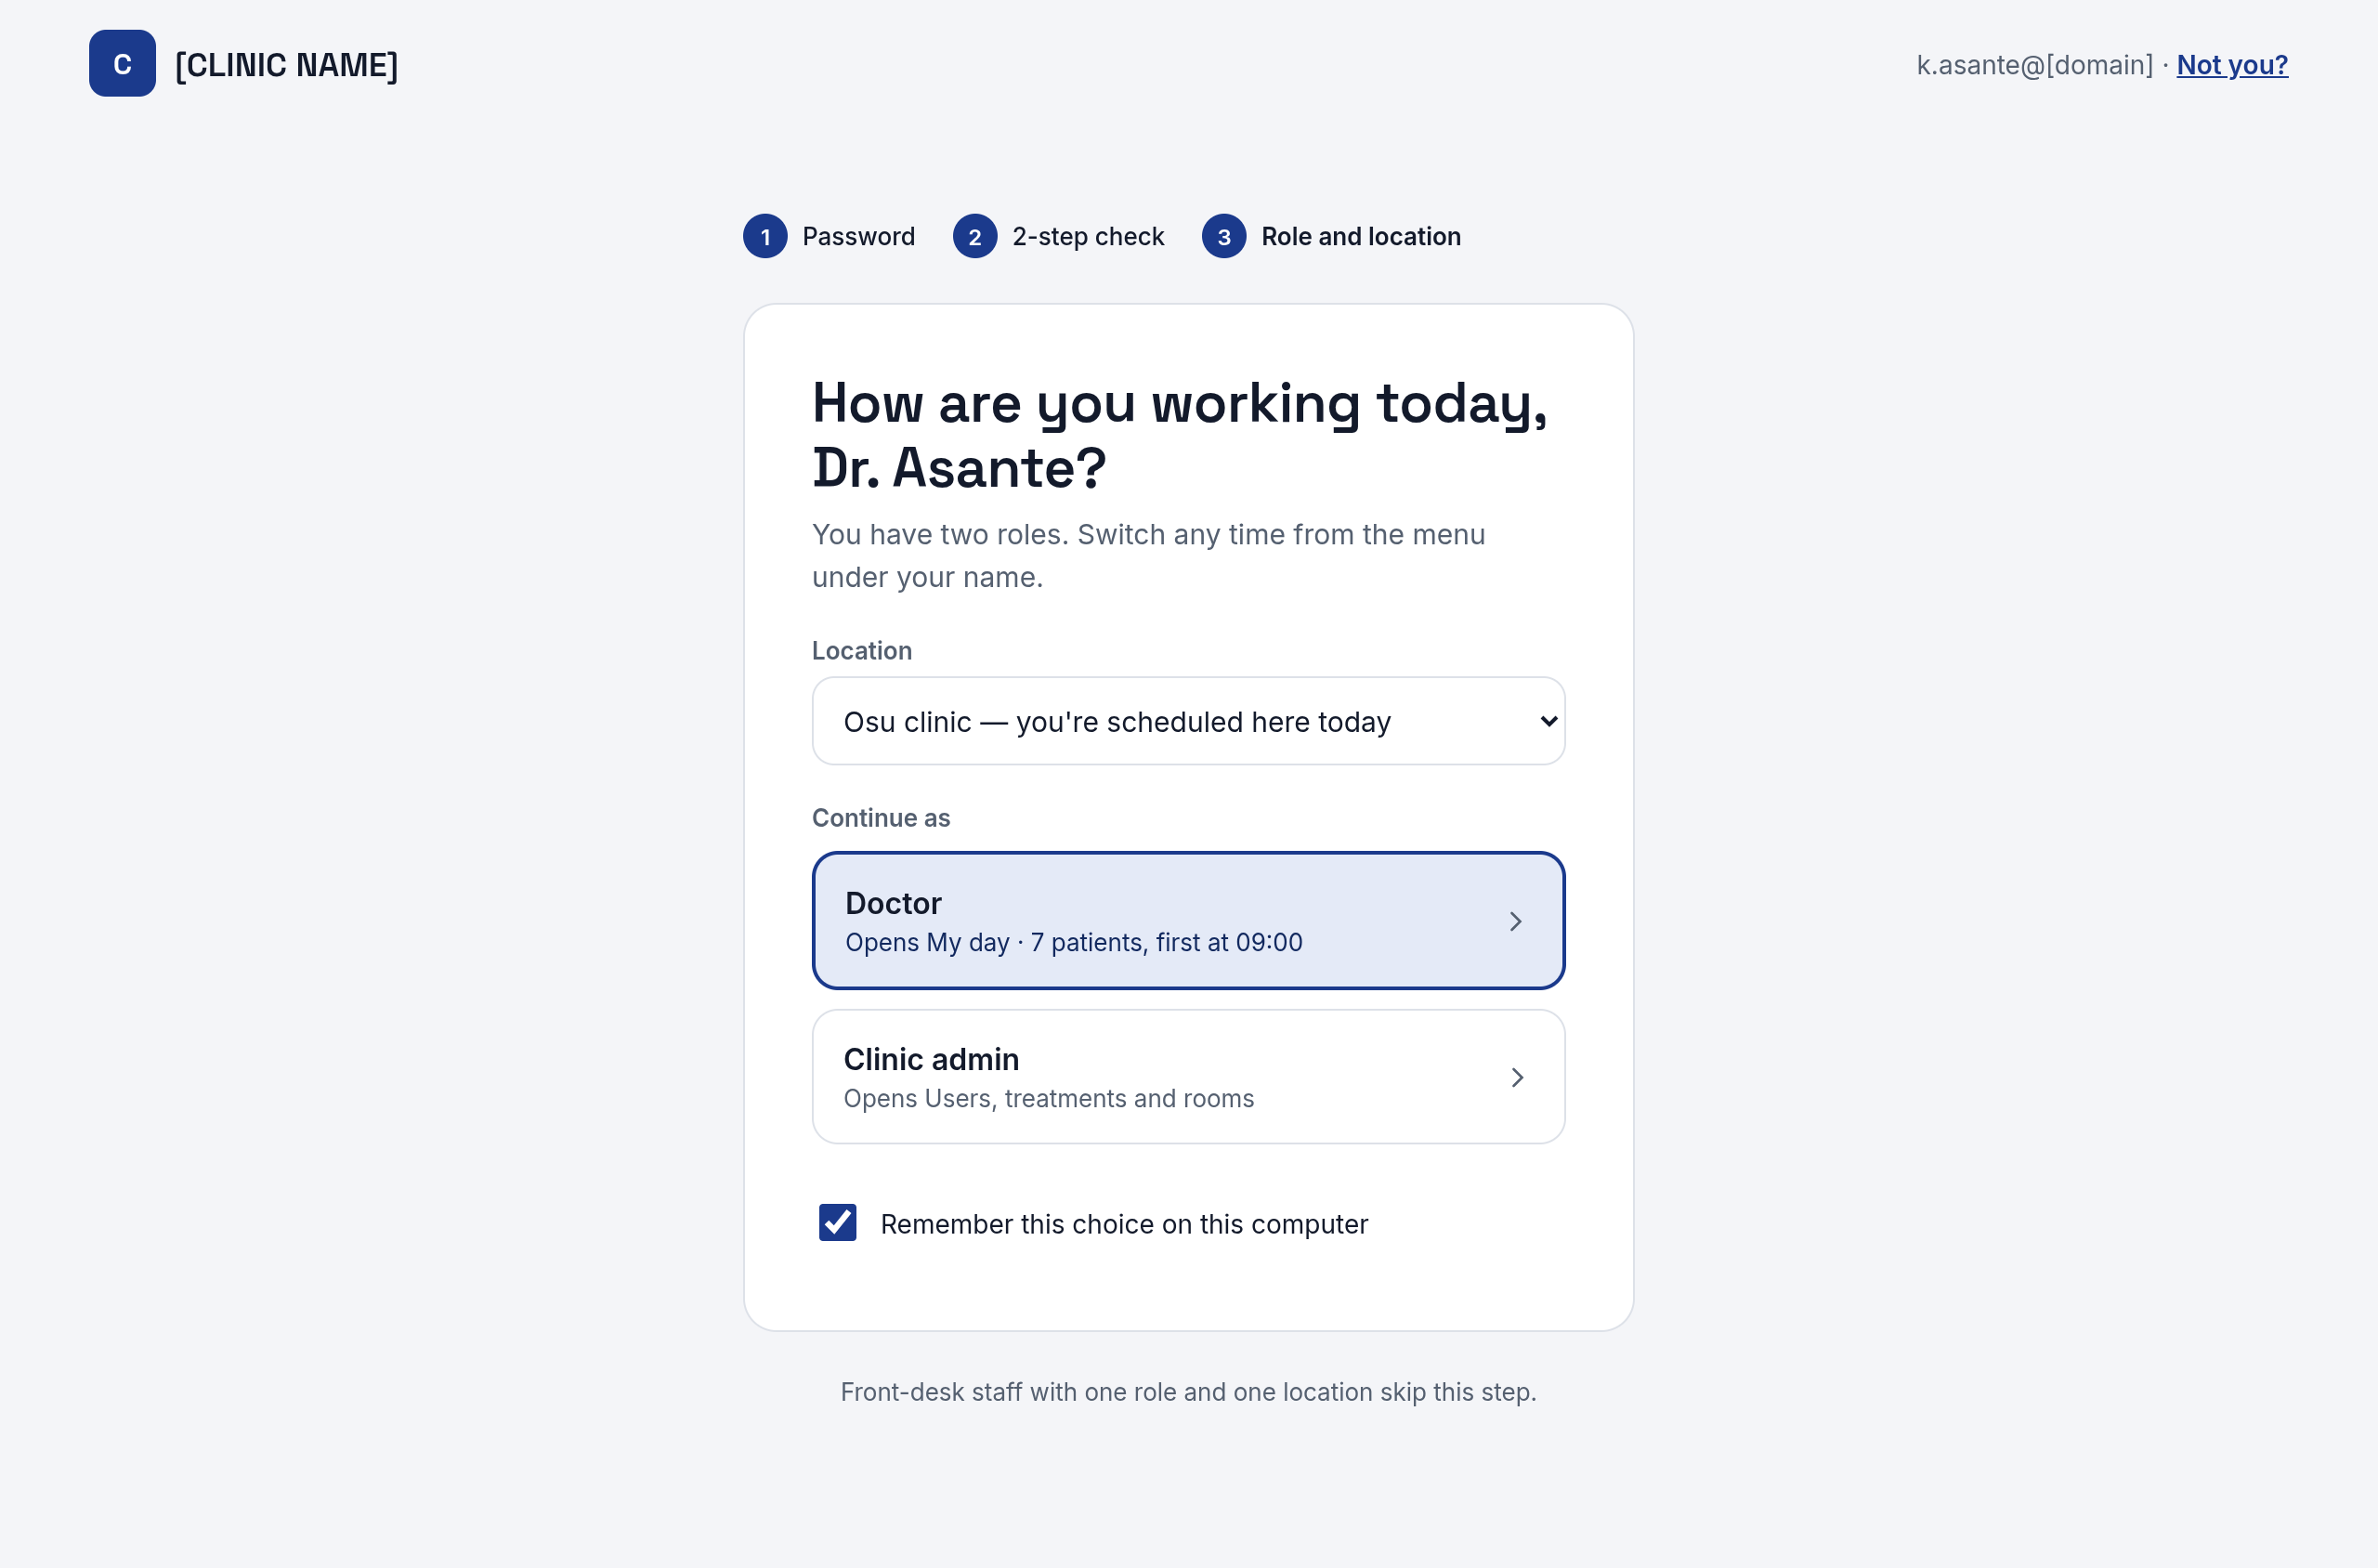 C [CLINIC NAME]
k.asante@[domain] · Not you?
1 Password 2 2-step check 3 Role and location
How are you working today,
Dr. Asante?
You have two roles. Switch any time from the menu
under your name.
Location
Osu clinic — you're scheduled here today
Continue as
Doctor
Opens My day · 7 patients, first at 09:00
Clinic admin
Opens Users, treatments and rooms
Remember this choice on this computer
Front-desk staff with one role and one location skip this step.